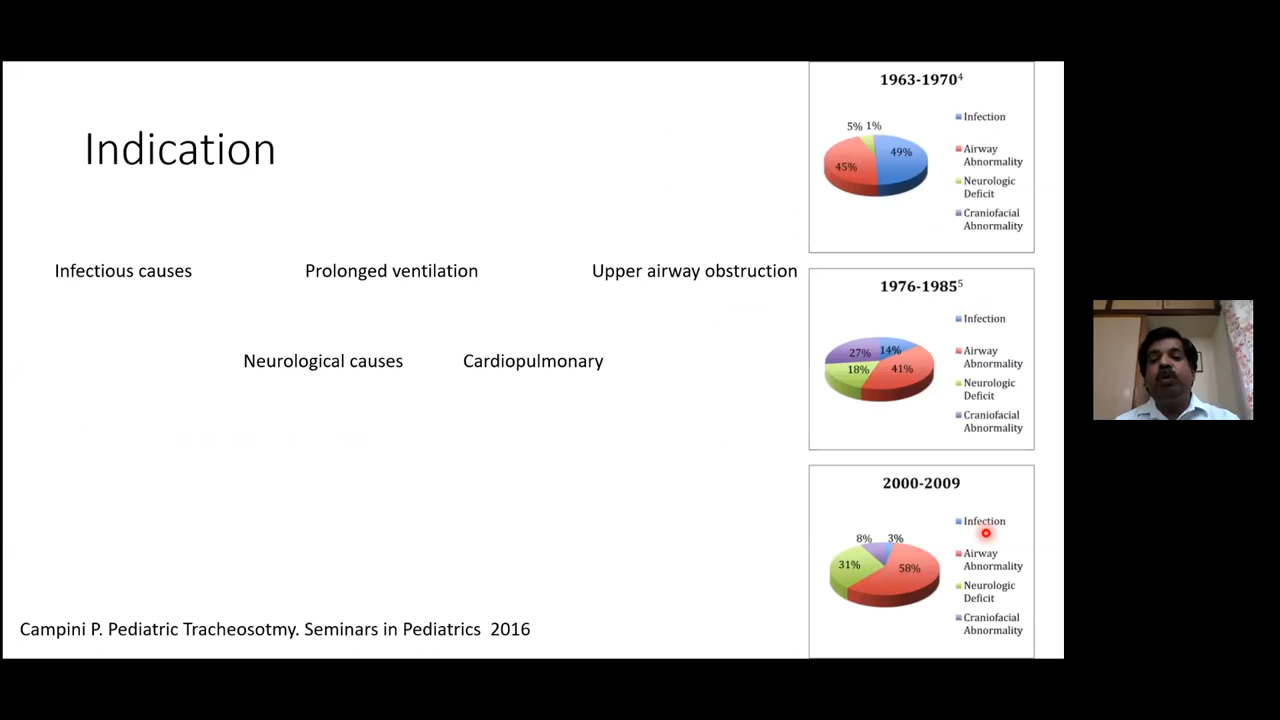 Indication
Infectious causes
Prolonged ventilation
Upper airway obstruction
Neurological causes
Cardiopulmonary
Campini P. Pediatric Tracheosotmy. Seminars in Pediatrics 2016
1963-1970⁴
5% 1%
49%
45%
Infection
Airway
Abnormality
Neurologic
Deficit
Craniofacial
Abnormality
1976-1985⁵
27% 14%
18% 41%
Infection
Airway
Abnormality
Neurologic
Deficit
Craniofacial
Abnormality
2000-2009
8% 3%
31% 58%
Infection
Airway
Abnormality
Neurologic
Deficit
Craniofacial
Abnormality